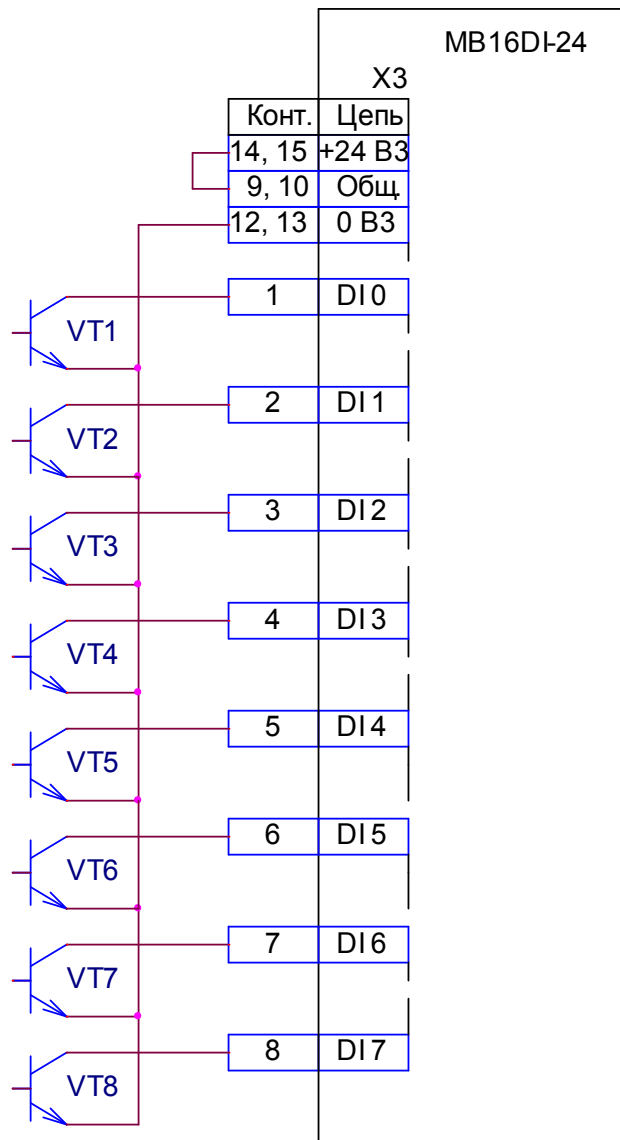 MB16DI-24
X3
Конт. Цепь
14, 15 +24 В3
9, 10 Общ.
12, 13 0 В3
1 DI0
VT1
2 DI1
VT2
3 DI2
VT3
4 DI3
VT4
5 DI4
VT5
6 DI5
VT6
7 DI6
VT7
8 DI7
VT8